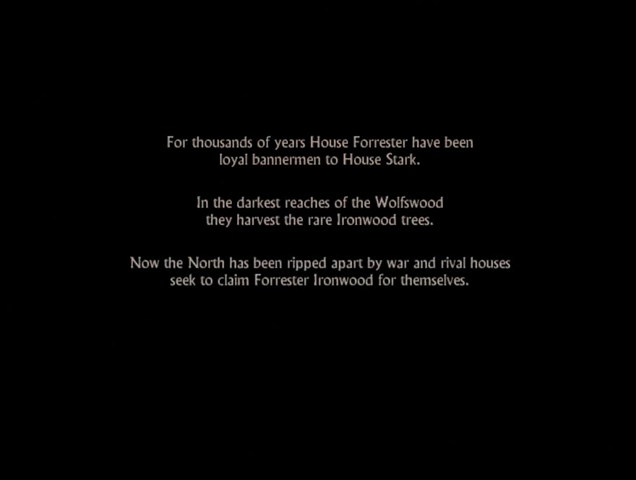 For thousands of years House Forrester have been
loyal bannermen to House Stark.
In the darkest reaches of the Wolfswood
they harvest the rare Ironwood trees.
Now the North has been ripped apart by war and rival houses
seek to claim Forrester Ironwood for themselves.